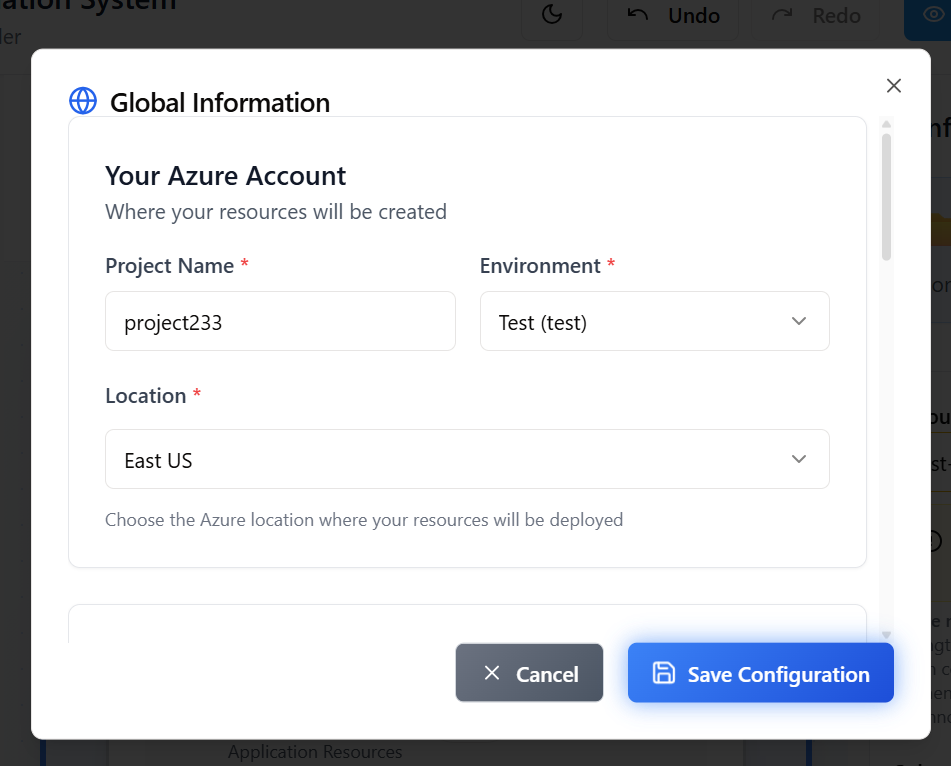 ation System
Undo
Redo
der
Global Information
Your Azure Account
Where your resources will be created
Project Name *
Environment *
project233
Test (test)
Location *
East US
Choose the Azure location where your resources will be deployed
Cancel
Save Configuration
Application Resources